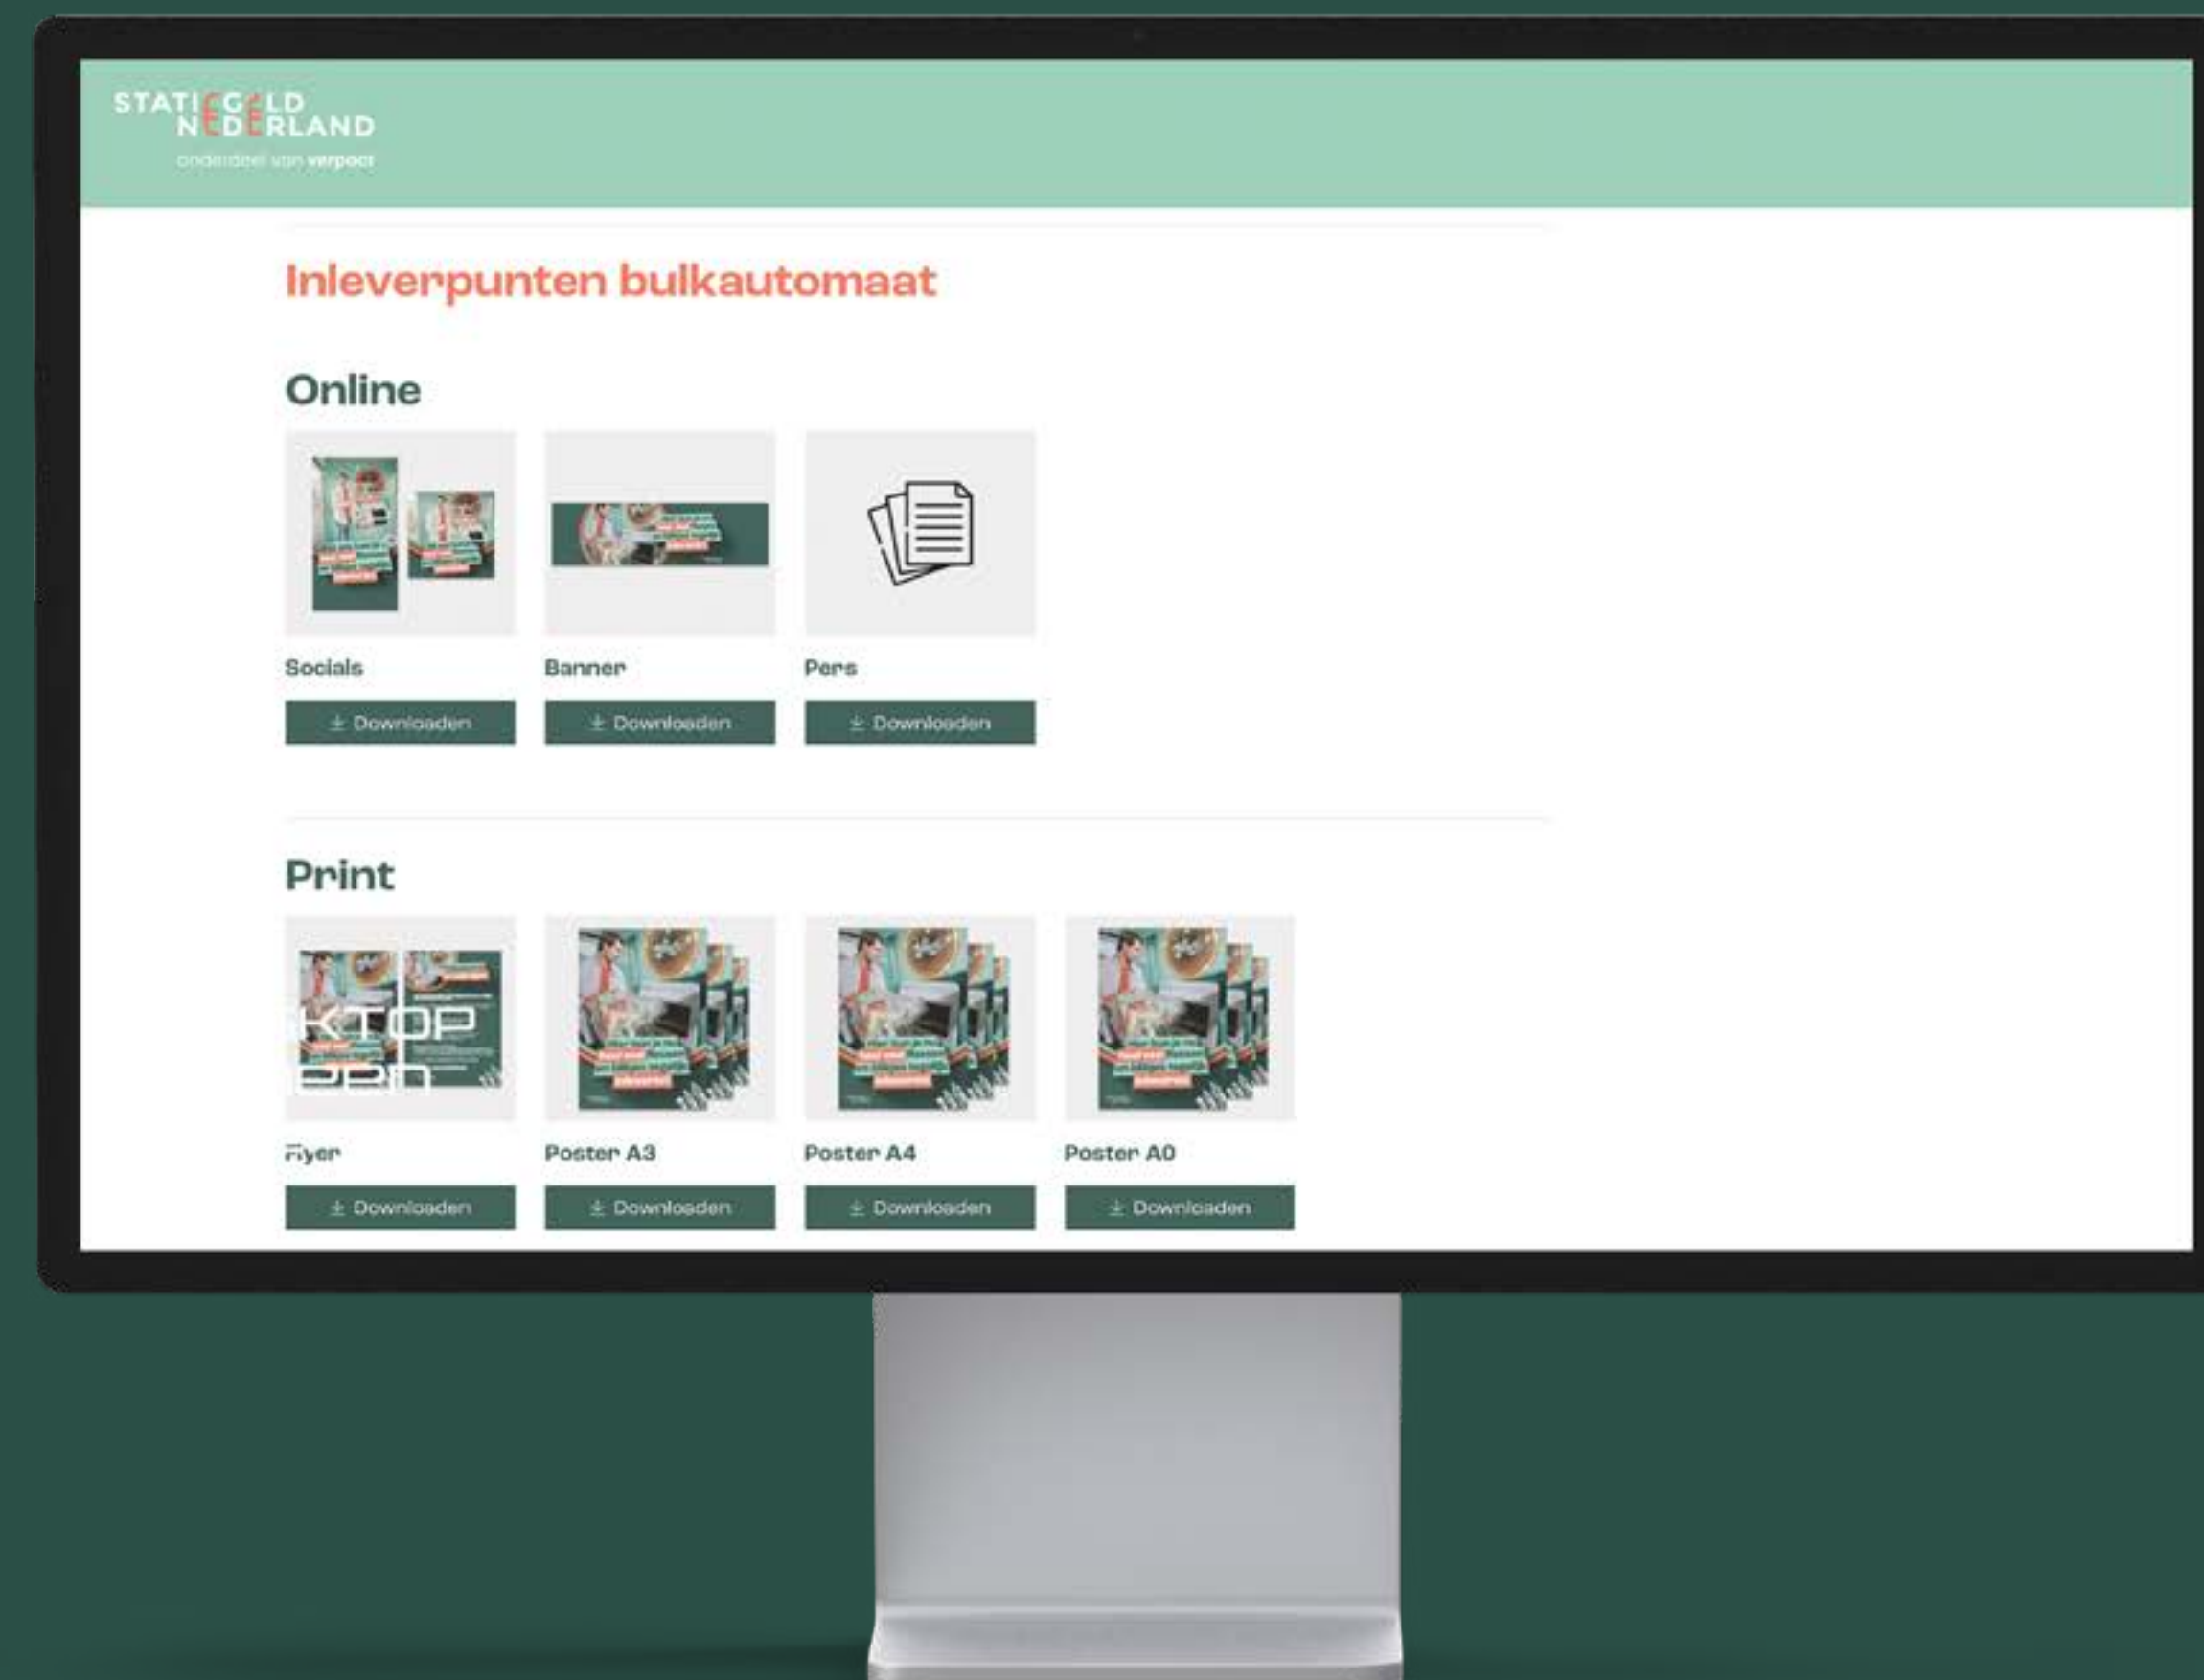 STATIEGELD
NEDERLAND
onderdeel van verpact
Inleverpunten bulkautomaat
Online
Socials
Banner
Pers
Downloaden
Downloaden
Downloaden
Print
KTOP
Flyer
Poster A3
Poster A4
Poster A0
Downloaden
Downloaden
Downloaden
Downloaden